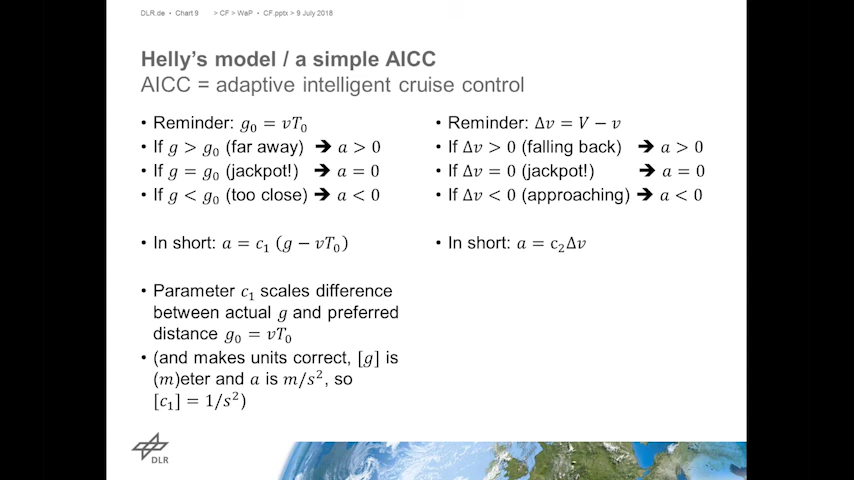 DLR.de • Chart 9 > CF > WaP • CF.pptx > 9 July 2018
Helly's model / a simple AICC
AICC = adaptive intelligent cruise control
• Reminder: g₀ = vT₀
• If g > g₀ (far away) ➔ a > 0
• If g = g₀ (jackpot!) ➔ a = 0
• If g < g₀ (too close) ➔ a < 0
• In short: a = c₁ (g − vT₀)
• Parameter c₁ scales difference
between actual g and preferred
distance g₀ = vT₀
• (and makes units correct, [g] is
(m)eter and a is m/s², so
[c₁] = 1/s²)
• Reminder: Δv = V − v
• If Δv > 0 (falling back) ➔ a > 0
• If Δv = 0 (jackpot!) ➔ a = 0
• If Δv < 0 (approaching) ➔ a < 0
• In short: a = c₂Δv
DLR